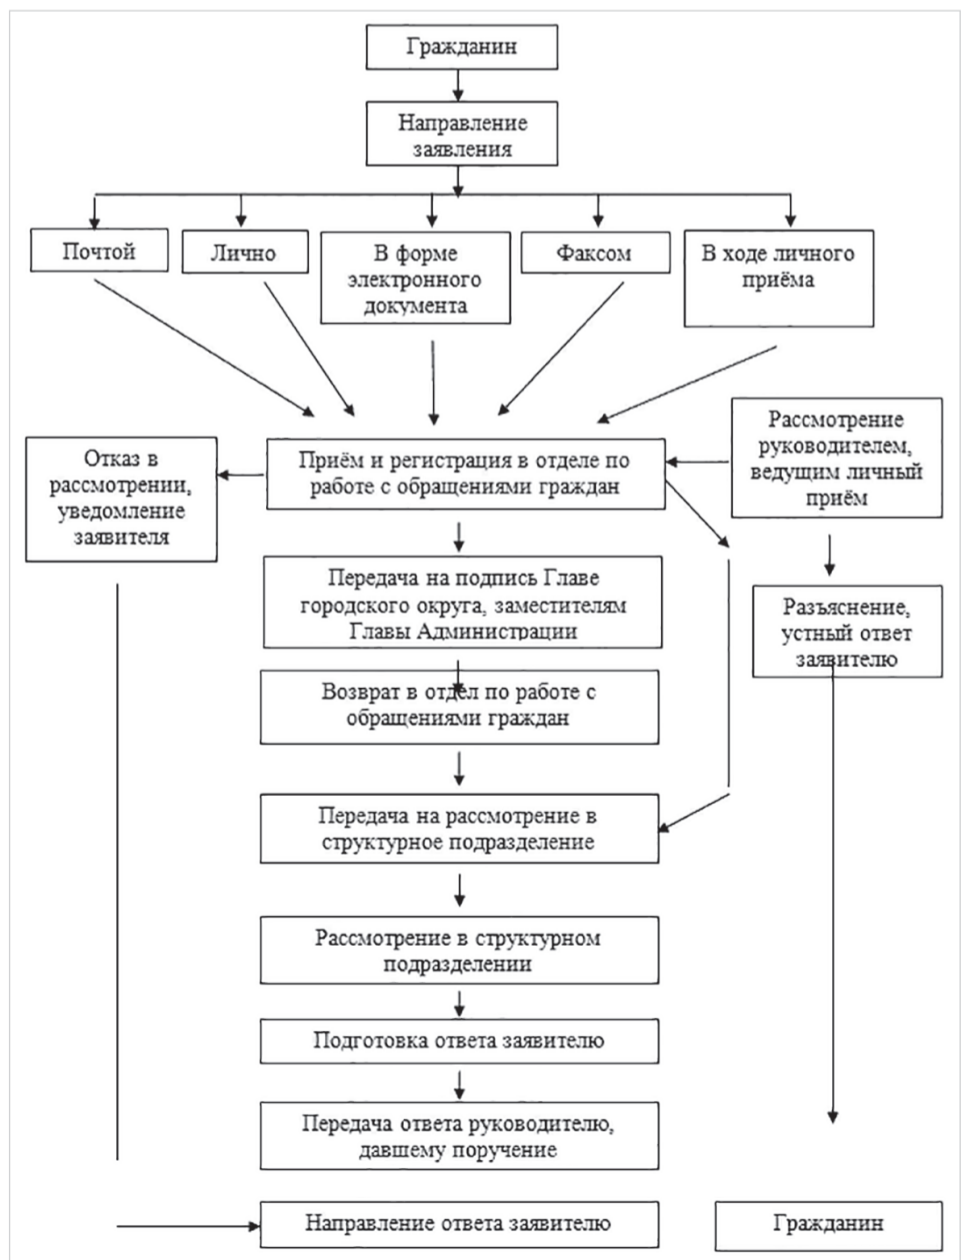 Гражданин
Направление
заявления
Почтой
Лично
В форме
электронного
документа
Факсом
В ходе личного
приёма
Рассмотрение
руководителем,
ведущим личный
приём
Отказ в
рассмотрении,
уведомление
заявителя
Приём и регистрация в отделе по
работе с обращениями граждан
Передача на подпись Главе
городского округа, заместителям
Главы Администрации
Разъяснение,
устный ответ
заявителю
Возврат в отдел по работе с
обращениями граждан
Передача на рассмотрение в
структурное подразделение
Рассмотрение в структурном
подразделении
Подготовка ответа заявителю
Передача ответа руководителю,
давшему поручение
Направление ответа заявителю
Гражданин